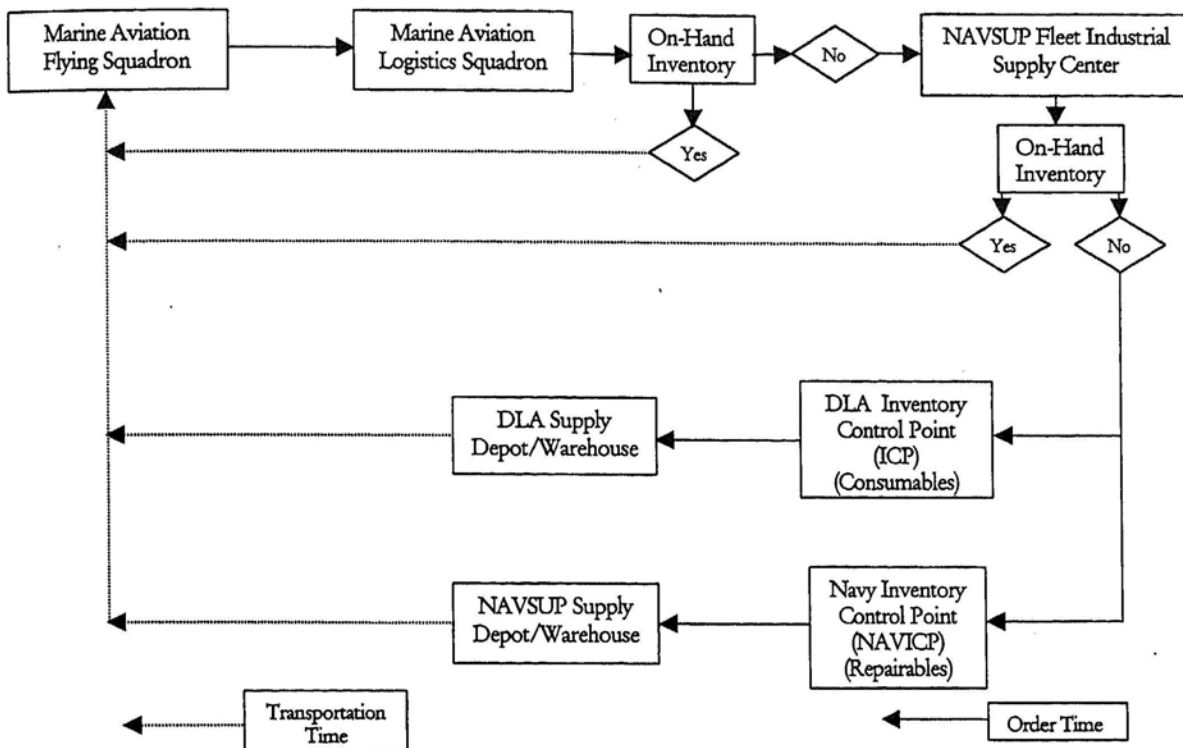 Marine Aviation
Flying Squadron
Marine Aviation
Logistics Squadron
On-Hand
Inventory
No
NAVSUP Fleet Industrial
Supply Center
Yes
On-Hand
Inventory
Yes
No
DLA Supply
Depot/Warehouse
DLA Inventory
Control Point
(ICP)
(Consumables)
NAVSUP Supply
Depot/Warehouse
Navy Inventory
Control Point
(NAVICP)
(Repairables)
Transportation
Time
Order Time